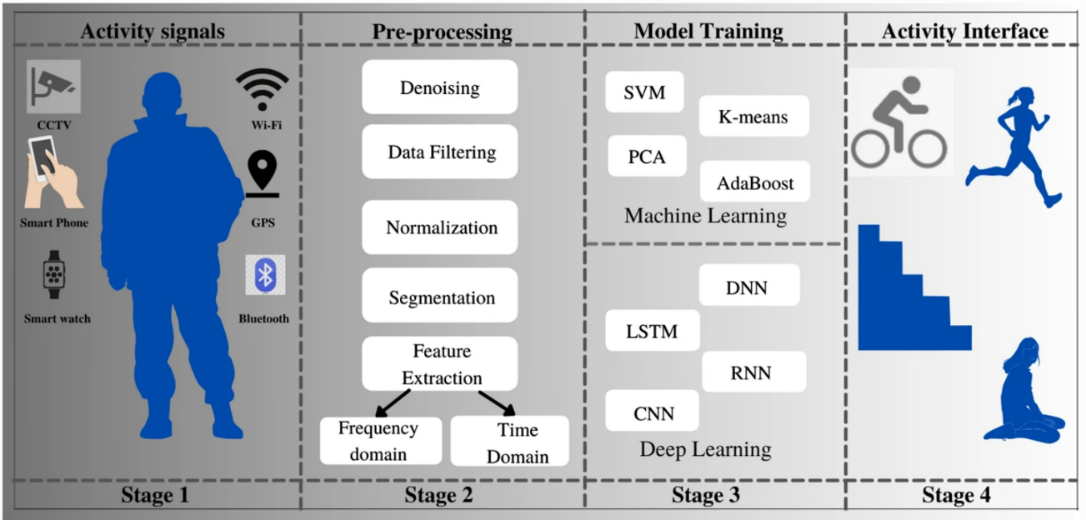 Activity signals
Pre-processing
Model Training
Activity Interface
CCTV
Wi-Fi
Smart Phone
GPS
Smart watch
Bluetooth
Denoising
Data Filtering
Normalization
Segmentation
Feature
Extraction
Frequency
domain
Time
Domain
SVM
K-means
PCA
AdaBoost
Machine Learning
DNN
LSTM
RNN
CNN
Deep Learning
Stage 1
Stage 2
Stage 3
Stage 4